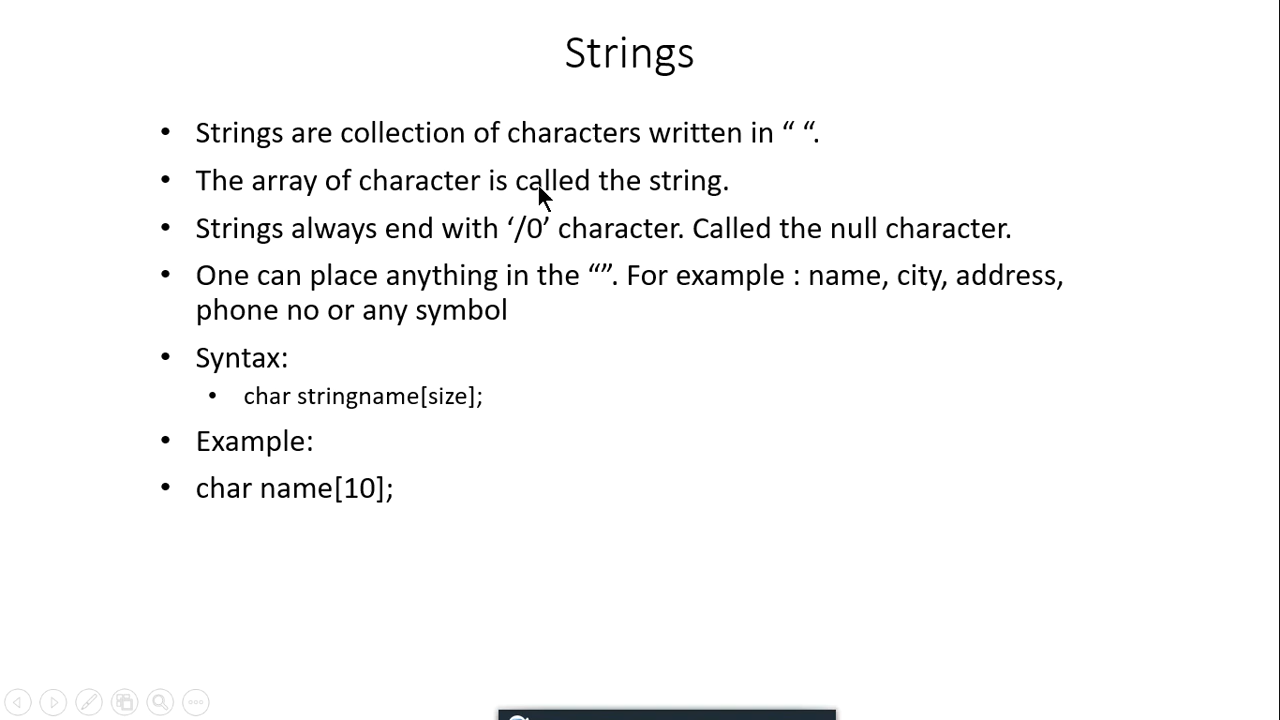 Strings
• Strings are collection of characters written in “ “.
• The array of character is called the string.
• Strings always end with ‘/0’ character. Called the null character.
• One can place anything in the “”. For example : name, city, address,
phone no or any symbol
• Syntax:
• char stringname[size];
• Example:
• char name[10];